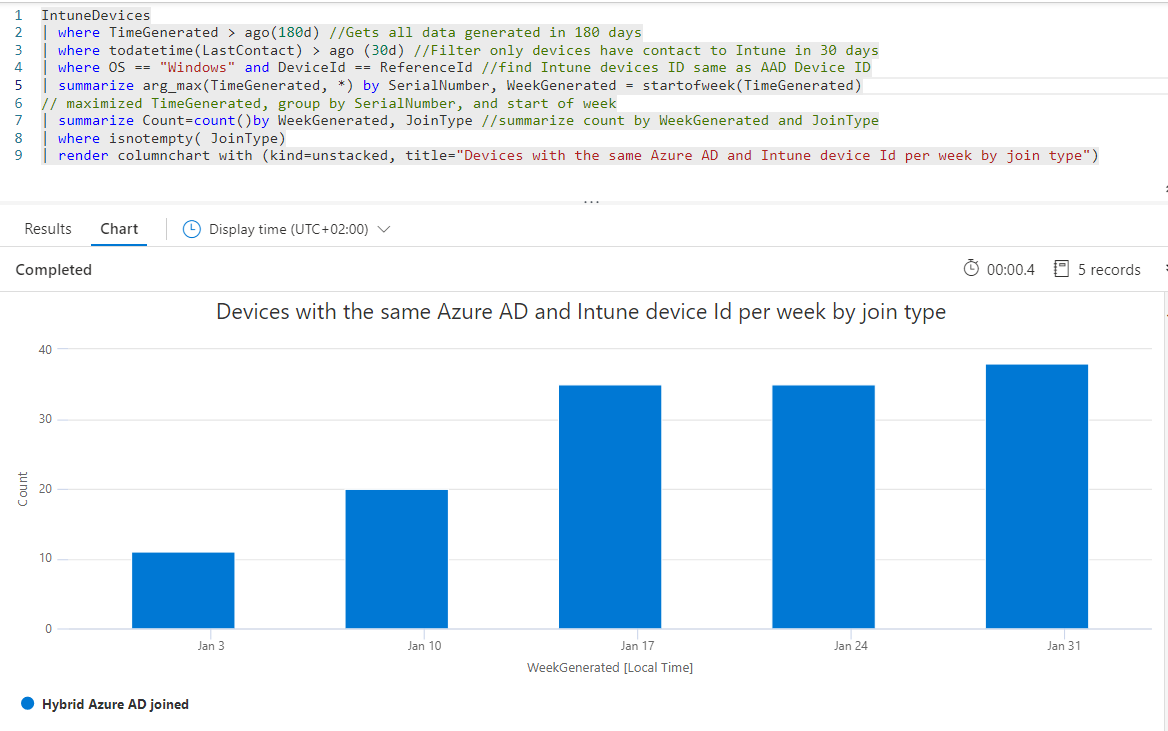 1 IntuneDevices
2 | where TimeGenerated > ago(180d) //Gets all data generated in 180 days
3 | where todatetime(LastContact) > ago (30d) //Filter only devices have contact to Intune in 30 days
4 | where OS == "Windows" and DeviceId == ReferenceId //find Intune devices ID same as AAD Device ID
5 | summarize arg_max(TimeGenerated, *) by SerialNumber, WeekGenerated = startofweek(TimeGenerated)
6 // maximized TimeGenerated, group by SerialNumber, and start of week
7 | summarize Count=count()by WeekGenerated, JoinType //summarize count by WeekGenerated and JoinType
8 | where isnotempty( JoinType)
9 | render columnchart with (kind=unstacked, title="Devices with the same Azure AD and Intune device Id per week by join type")
...
Results Chart Display time (UTC+02:00)
Completed 00:00.4 5 records
Devices with the same Azure AD and Intune device Id per week by join type
40
30
Count
20
10
0
Jan 3 Jan 10 Jan 17 Jan 24 Jan 31
WeekGenerated [Local Time]
Hybrid Azure AD joined